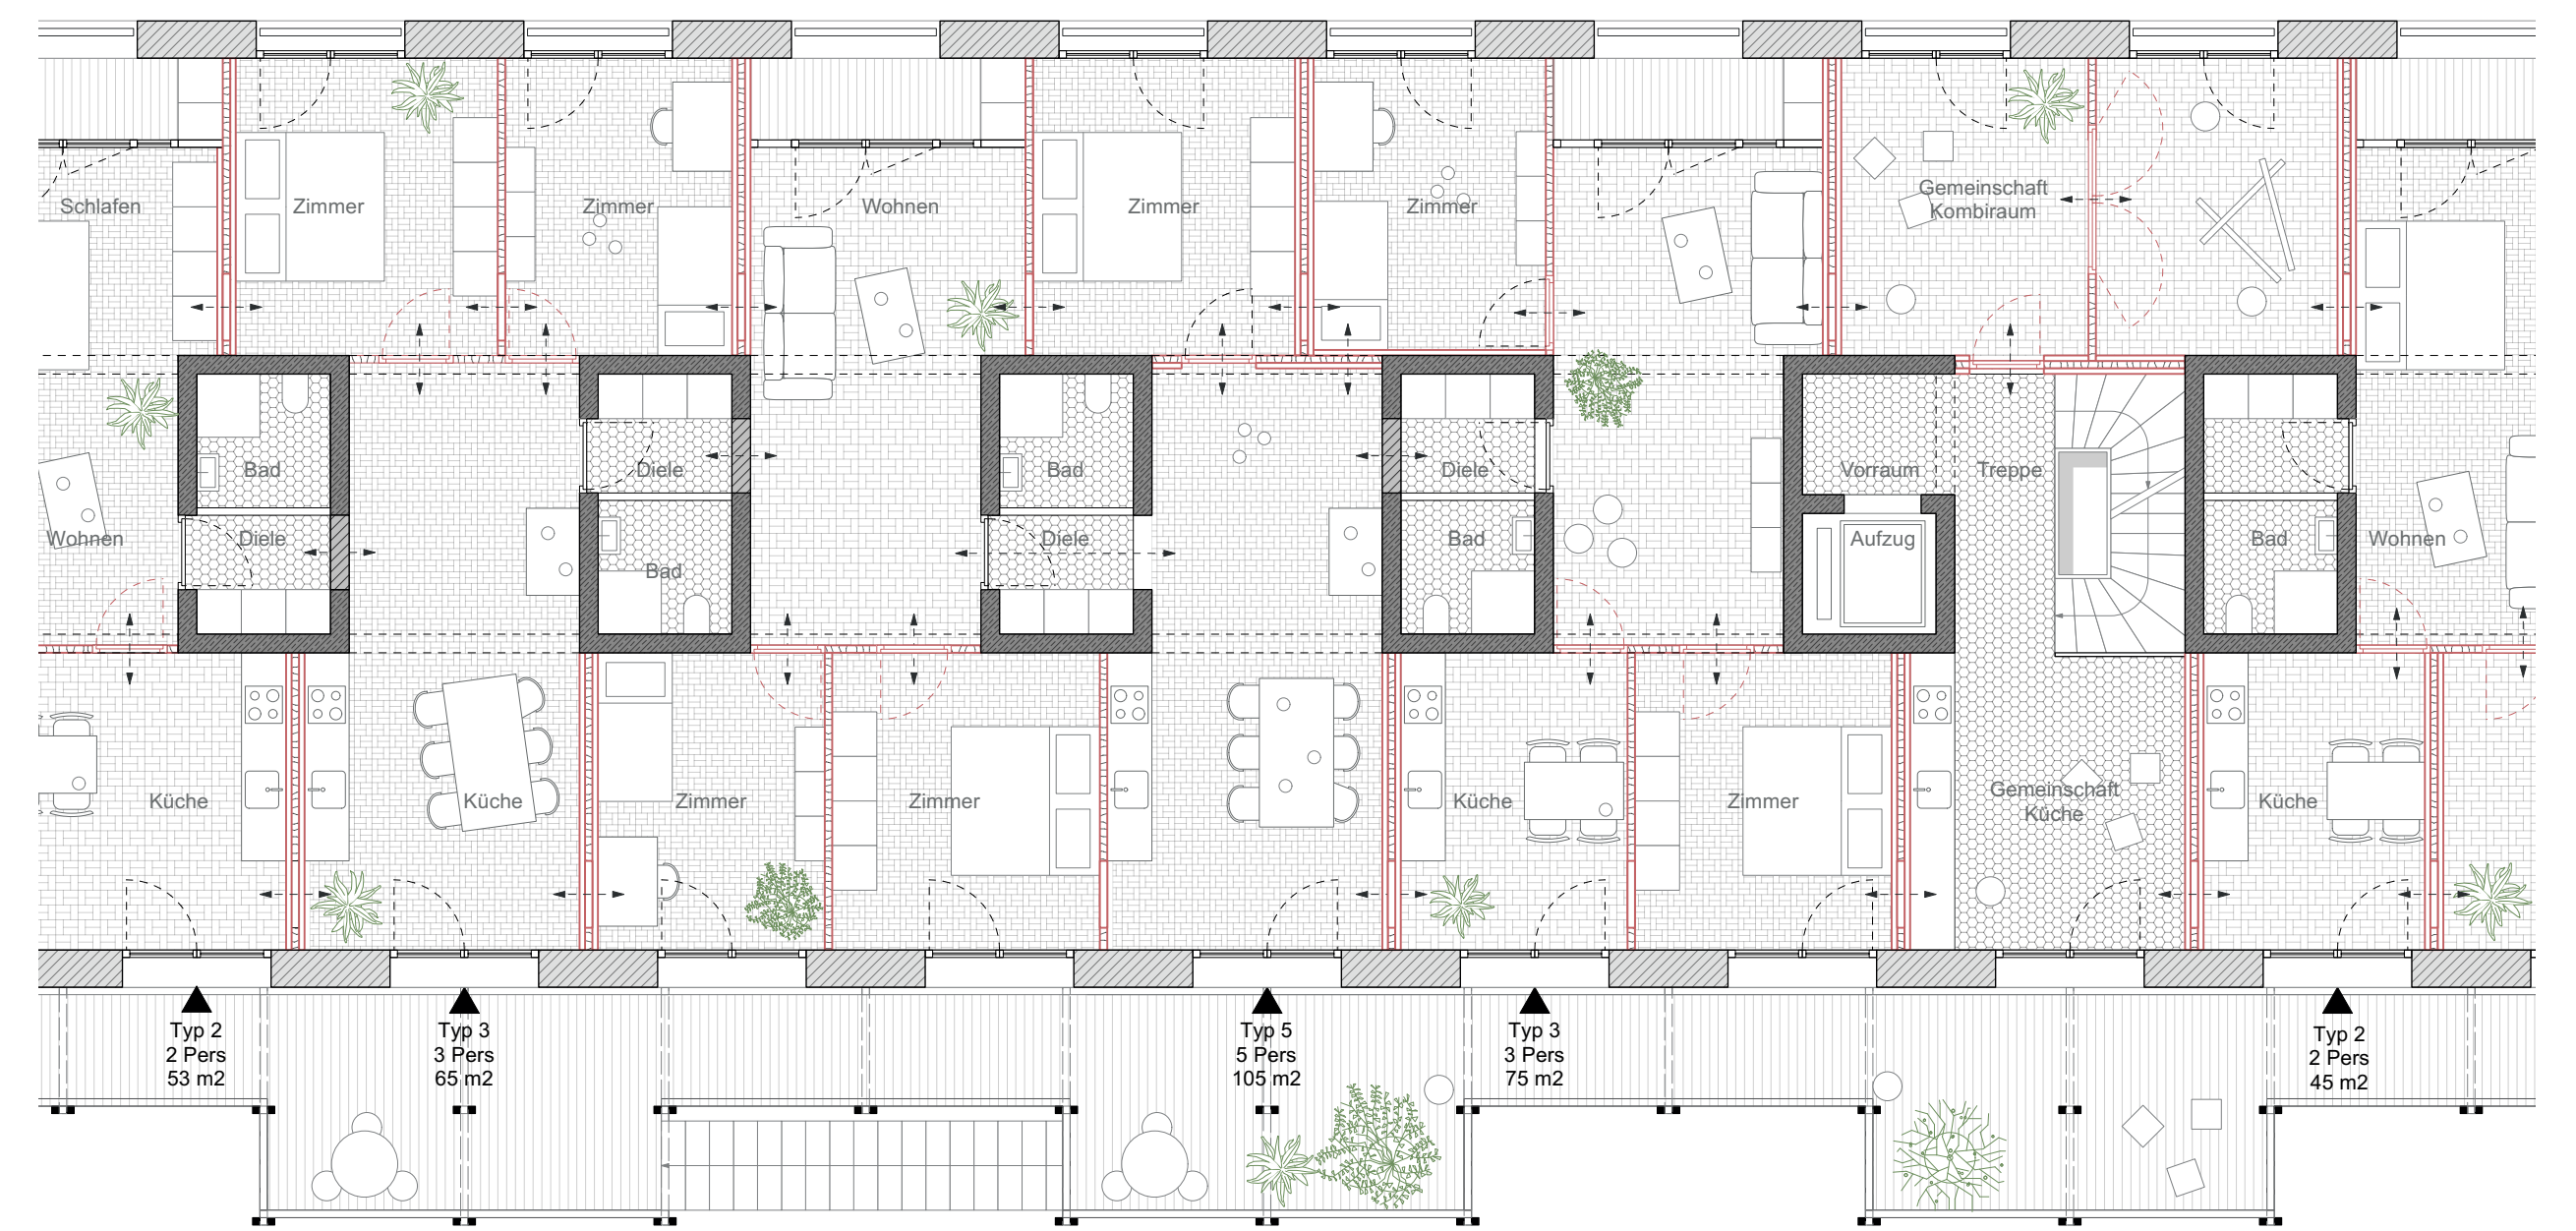 Schlafen
Zimmer
Zimmer
Wohnen
Zimmer
Zimmer
Gemeinschaft
Kombiraum
Bad
Diele
Bad
Diele
Vorraum
Treppe
Wohnen
Diele
Bad
Diele
Bad
Aufzug
Bad
Wohnen
Küche
Küche
Zimmer
Zimmer
Küche
Zimmer
Gemeinschaft
Küche
Küche
Typ 2
2 Pers
53 m2
Typ 3
3 Pers
65 m2
Typ 5
5 Pers
105 m2
Typ 3
3 Pers
75 m2
Typ 2
2 Pers
45 m2